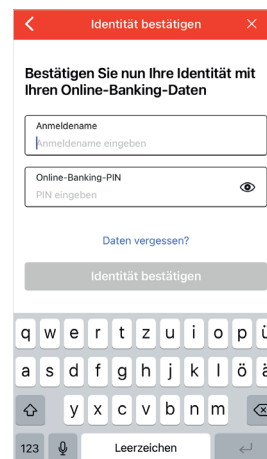 Identität bestätigen
Bestätigen Sie nun Ihre Identität mit
Ihren Online-Banking-Daten
Anmeldename
Anmeldename eingeben
Online-Banking-PIN
PIN eingeben
Daten vergessen?
Identität bestätigen
q w e r t z u i o p ü
a s d f g h j k l ö ä
y x c v b n m
123 Leerzeichen